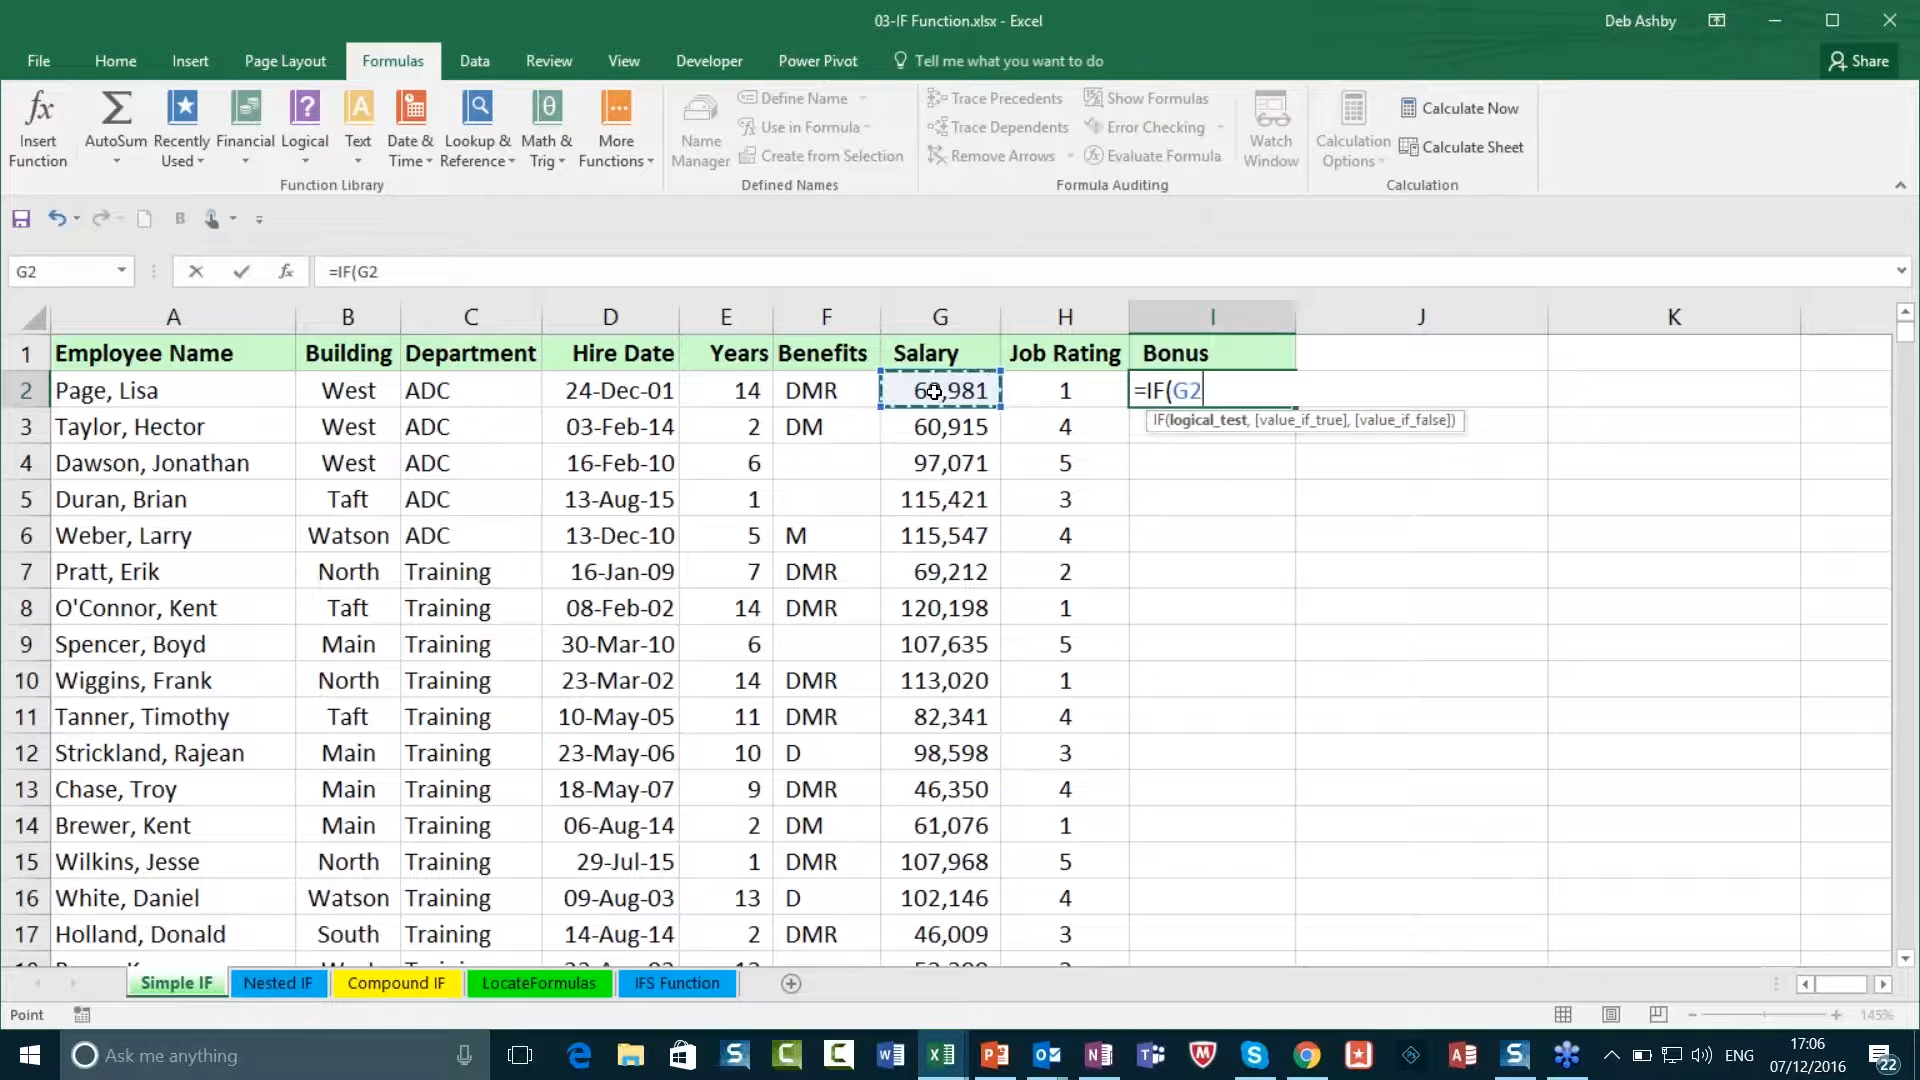 03-IF Function.xlsx - Excel
Deb Ashby
File Home Insert Page Layout Formulas Data Review View Developer Power Pivot Tell me what you want to do Share
Insert Function
AutoSum
Recently Used
Financial
Logical
Text
Date & Time
Lookup & Reference
Math & Trig
More Functions
Function Library
Name Manager
Define Name
Use in Formula
Create from Selection
Defined Names
Trace Precedents
Trace Dependents
Remove Arrows
Show Formulas
Error Checking
Evaluate Formula
Formula Auditing
Watch Window
Calculation Options
Calculate Now
Calculate Sheet
Calculation
G2 =IF(G2
A B C D E F G H I J K
1 Employee Name Building Department Hire Date Years Benefits Salary Job Rating Bonus
2 Page, Lisa West ADC 24-Dec-01 14 DMR 1 =IF(G2
IF(logical_test, [value_if_true], [value_if_false])
3 Taylor, Hector West ADC 03-Feb-14 2 DM 60,915 4
4 Dawson, Jonathan West ADC 16-Feb-10 6 97,071 5
5 Duran, Brian Taft ADC 13-Aug-15 1 115,421 3
6 Weber, Larry Watson ADC 13-Dec-10 5 M 115,547 4
7 Pratt, Erik North Training 16-Jan-09 7 DMR 69,212 2
8 O'Connor, Kent Taft Training 08-Feb-02 14 DMR 120,198 1
9 Spencer, Boyd Main Training 30-Mar-10 6 107,635 5
10 Wiggins, Frank North Training 23-Mar-02 14 DMR 113,020 1
11 Tanner, Timothy Taft Training 10-May-05 11 DMR 82,341 4
12 Strickland, Rajean Main Training 23-May-06 10 D 98,598 3
13 Chase, Troy Main Training 18-May-07 9 DMR 46,350 4
14 Brewer, Kent Main Training 06-Aug-14 2 DM 61,076 1
15 Wilkins, Jesse North Training 29-Jul-15 1 DMR 107,968 5
16 White, Daniel Watson Training 09-Aug-03 13 D 102,146 4
17 Holland, Donald South Training 14-Aug-14 2 DMR 46,009 3
Simple IF Nested IF Compound IF LocateFormulas IFS Function
Point 145%
Ask me anything ENG 17:06
07/12/2016 22